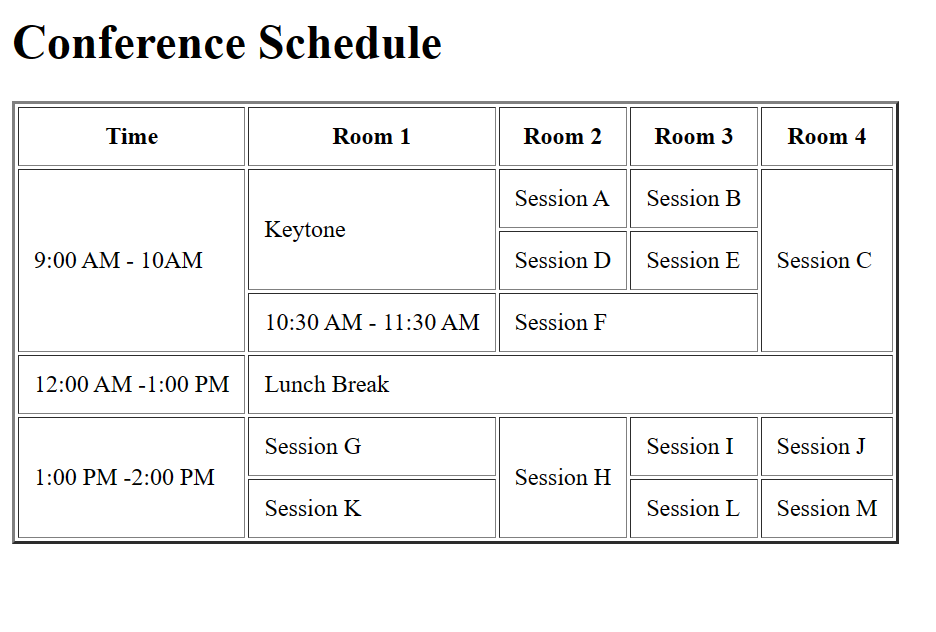 Conference Schedule
Time Room 1 Room 2 Room 3 Room 4
9:00 AM - 10AM Keytone Session A Session B Session C
Session D Session E
10:30 AM - 11:30 AM Session F
12:00 AM -1:00 PM Lunch Break
1:00 PM -2:00 PM Session G Session H Session I Session J
Session K Session L Session M